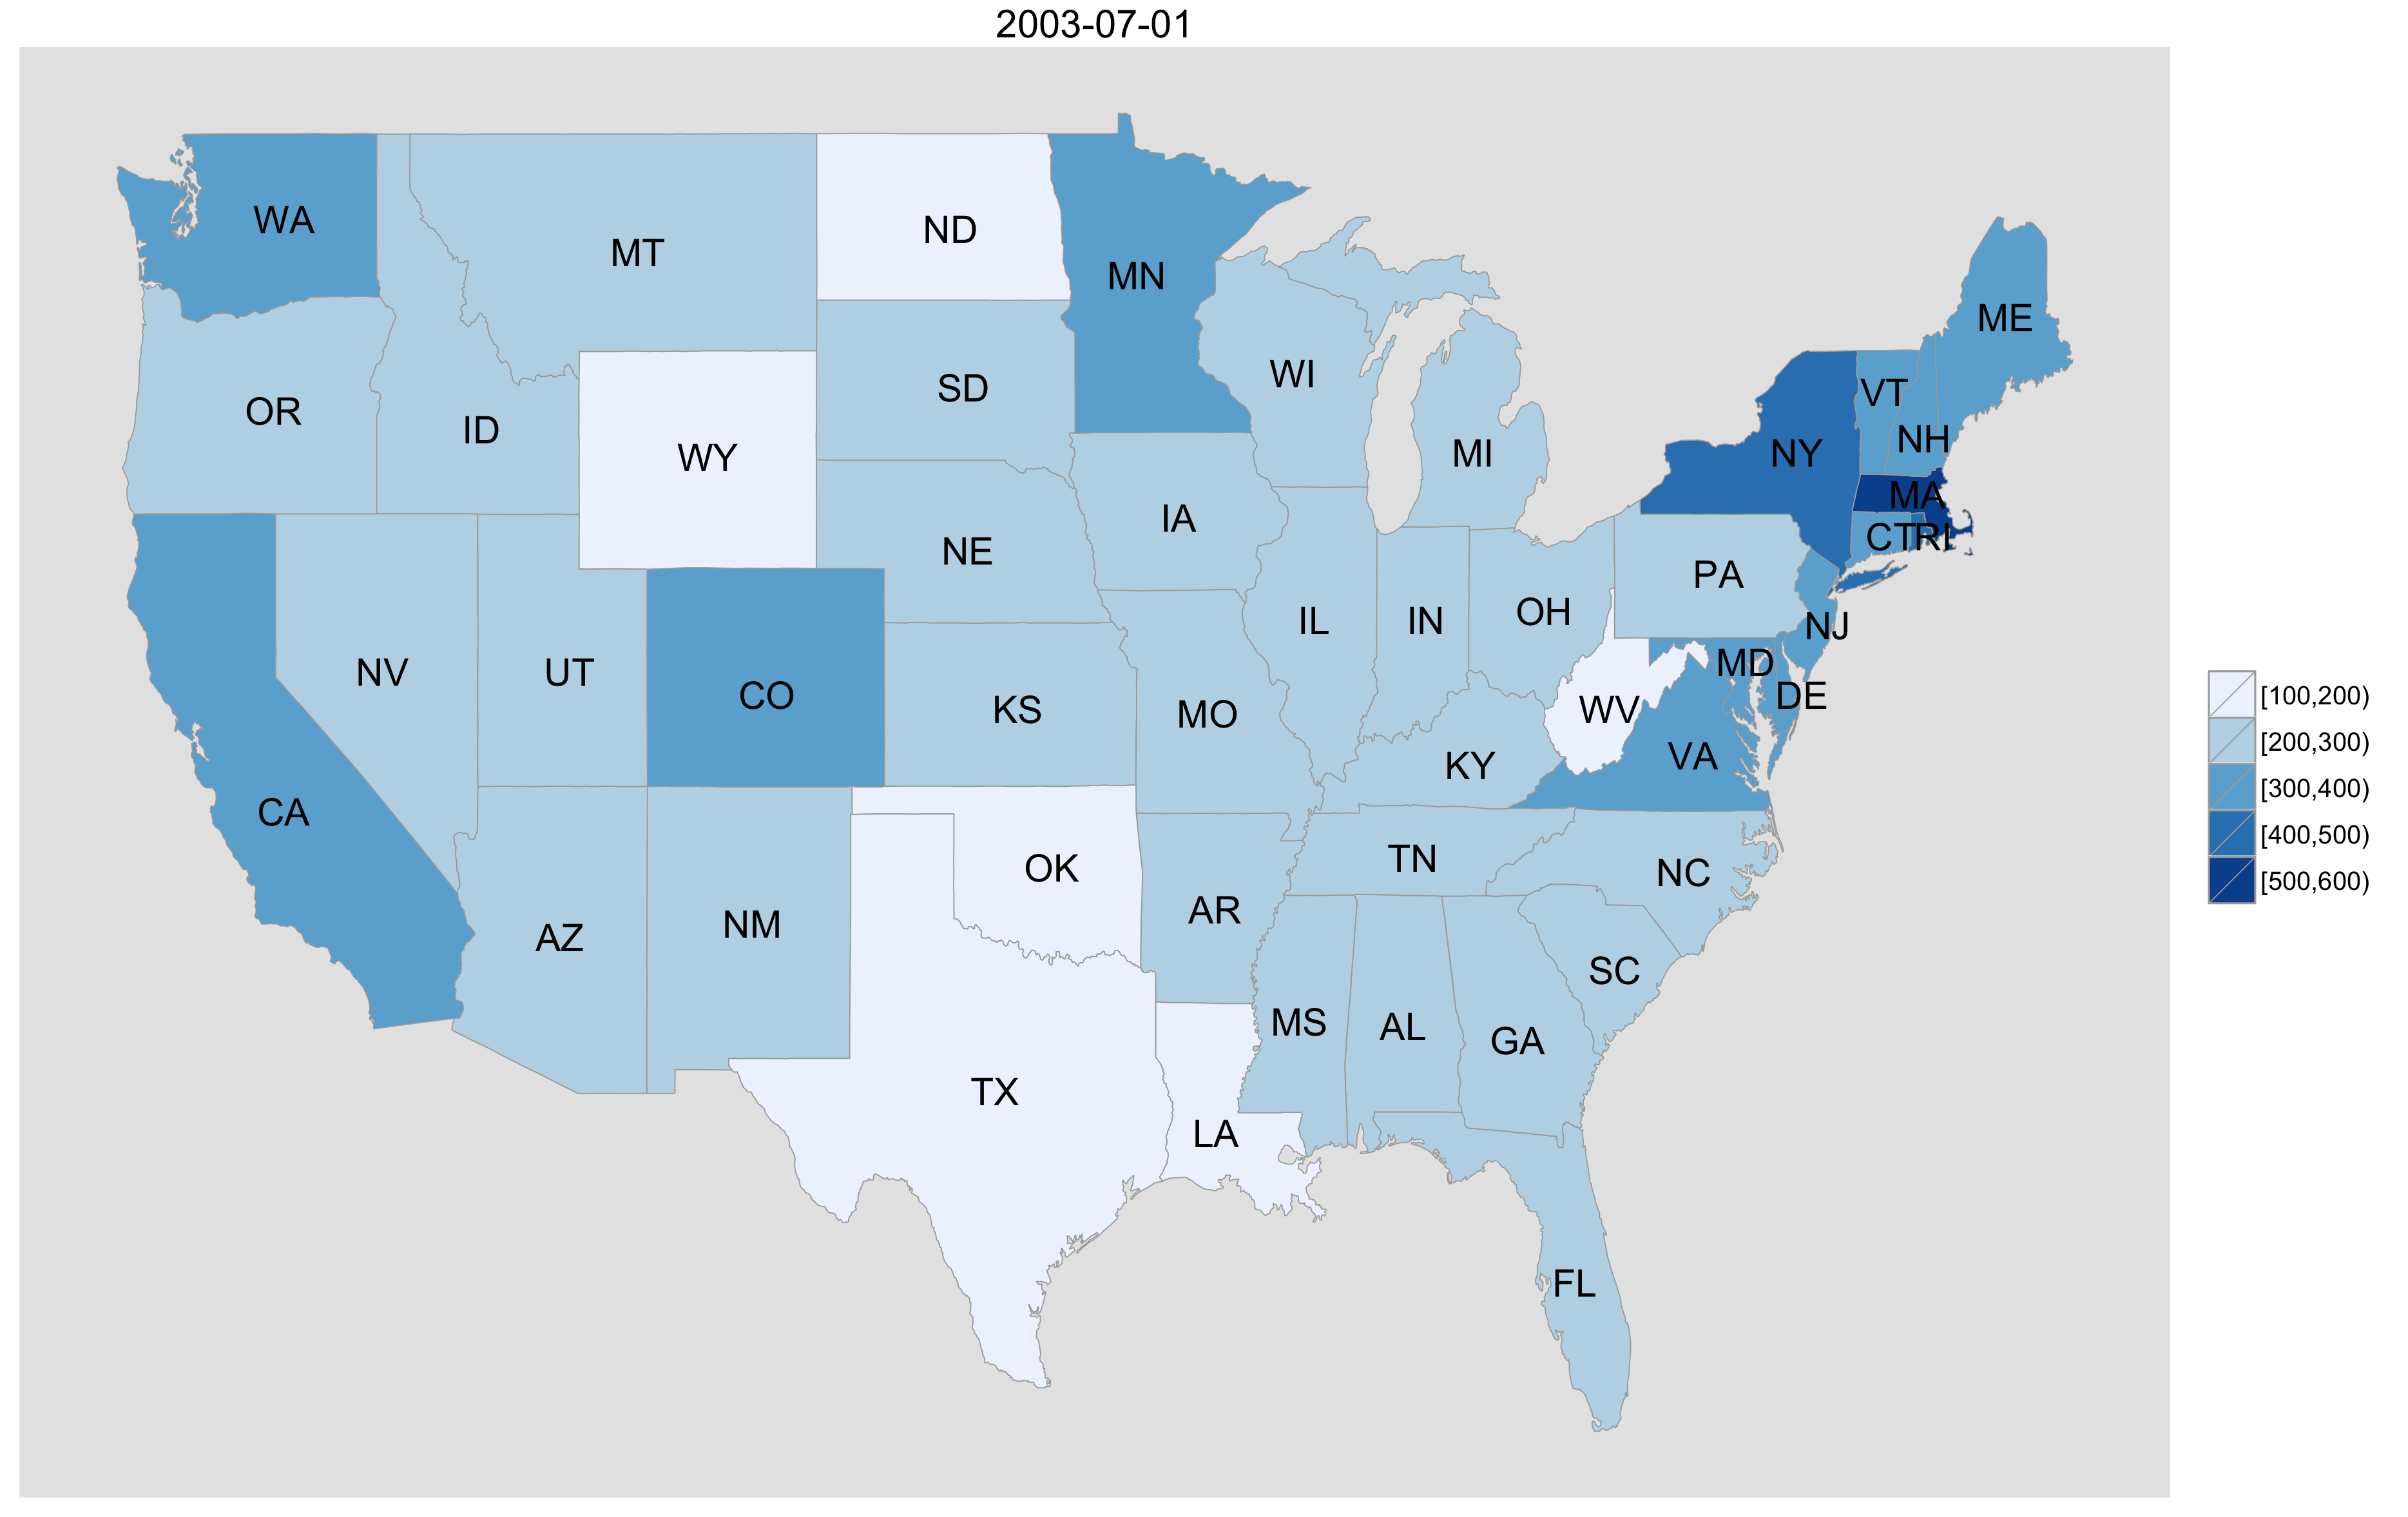 2003-07-01
WA
MT
ND
MN
ME
OR
ID
WY
SD
WI
MI
NY
VT
NH
MA
CT
RI
NE
IA
PA
IL
IN
OH
NJ
NV
UT
CO
KS
MO
WV
MD
DE
VA
KY
CA
AZ
NM
OK
AR
TN
NC
SC
TX
LA
MS
AL
GA
FL
[100,200)
[200,300)
[300,400)
[400,500)
[500,600)